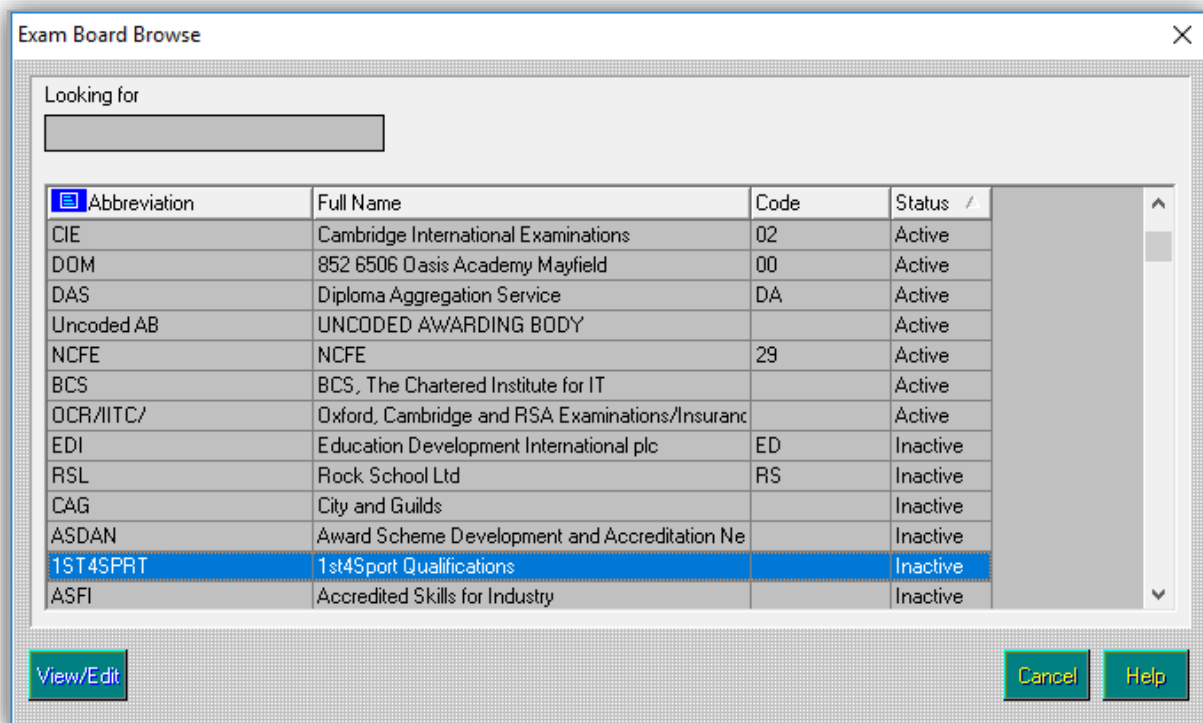 Exam Board Browse
Looking for
Abbreviation Full Name Code Status
CIE Cambridge International Examinations 02 Active
DOM 852 6506 Oasis Academy Mayfield 00 Active
DAS Diploma Aggregation Service DA Active
Uncoded AB UNCODED AWARDING BODY Active
NCFE NCFE 29 Active
BCS BCS, The Chartered Institute for IT Active
OCR/IITC/ Oxford, Cambridge and RSA Examinations/Insuranc Active
EDI Education Development International plc ED Inactive
RSL Rock School Ltd RS Inactive
CAG City and Guilds Inactive
ASDAN Award Scheme Development and Accreditation Ne Inactive
1ST4SPRT 1st4Sport Qualifications Inactive
ASFI Accredited Skills for Industry Inactive
View/Edit Cancel Help